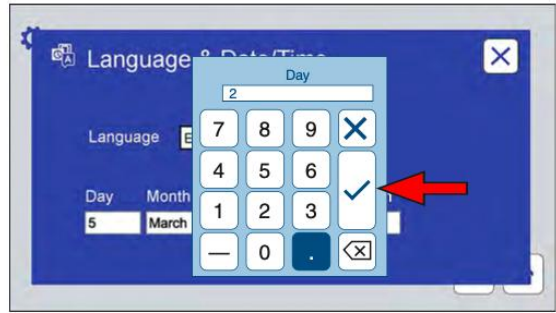 Language & Date/Time
Day
2
Language
7 8 9
4 5 6
Day Month
5 March
1 2 3
— 0 .